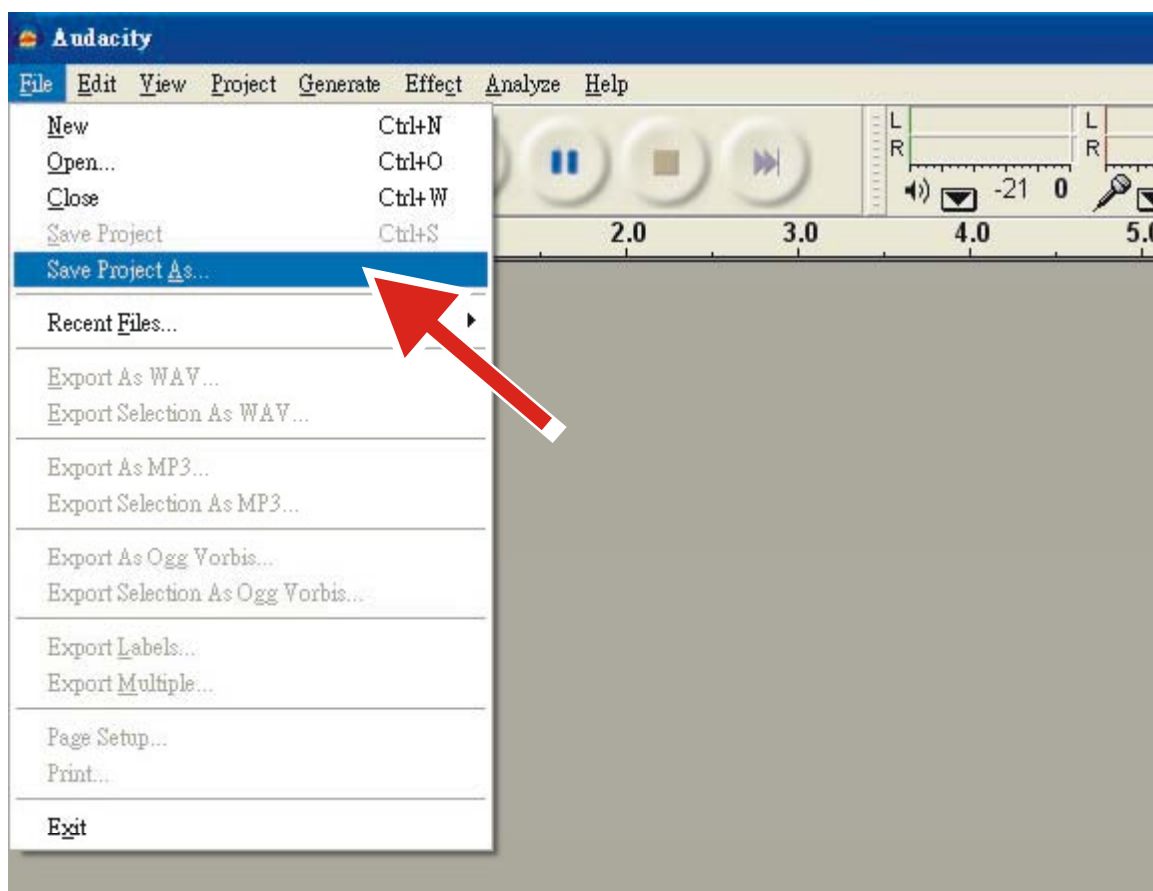 Audacity
File Edit View Project Generate Effect Analyze Help
New Ctrl+N
Open... Ctrl+O
Close Ctrl+W
Save Project Ctrl+S
Save Project As...
Recent Files...
Export As WAV...
Export Selection As WAV...
Export As MP3...
Export Selection As MP3...
Export As Ogg Vorbis...
Export Selection As Ogg Vorbis...
Export Labels...
Export Multiple...
Page Setup...
Print...
Exit
L L
R R
-21 0
2.0 3.0 4.0 5.0